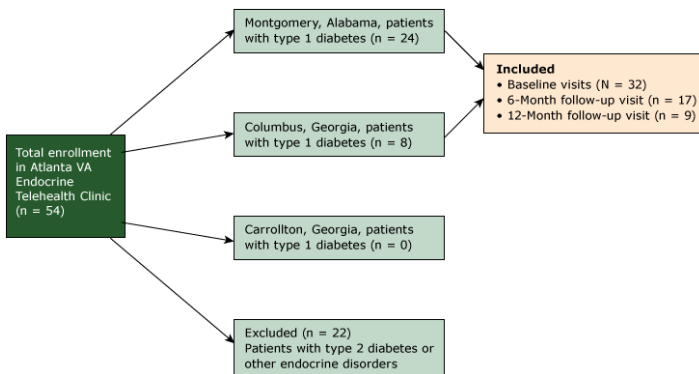 Montgomery, Alabama, patients
with type 1 diabetes (n = 24)
Included
• Baseline visits (N = 32)
• 6-Month follow-up visit (n = 17)
• 12-Month follow-up visit (n = 9)
Total enrollment
in Atlanta VA
Endocrine
Telehealth Clinic
(n = 54)
Columbus, Georgia, patients
with type 1 diabetes (n = 8)
Carrollton, Georgia, patients
with type 1 diabetes (n = 0)
Excluded (n = 22)
Patients with type 2 diabetes or
other endocrine disorders